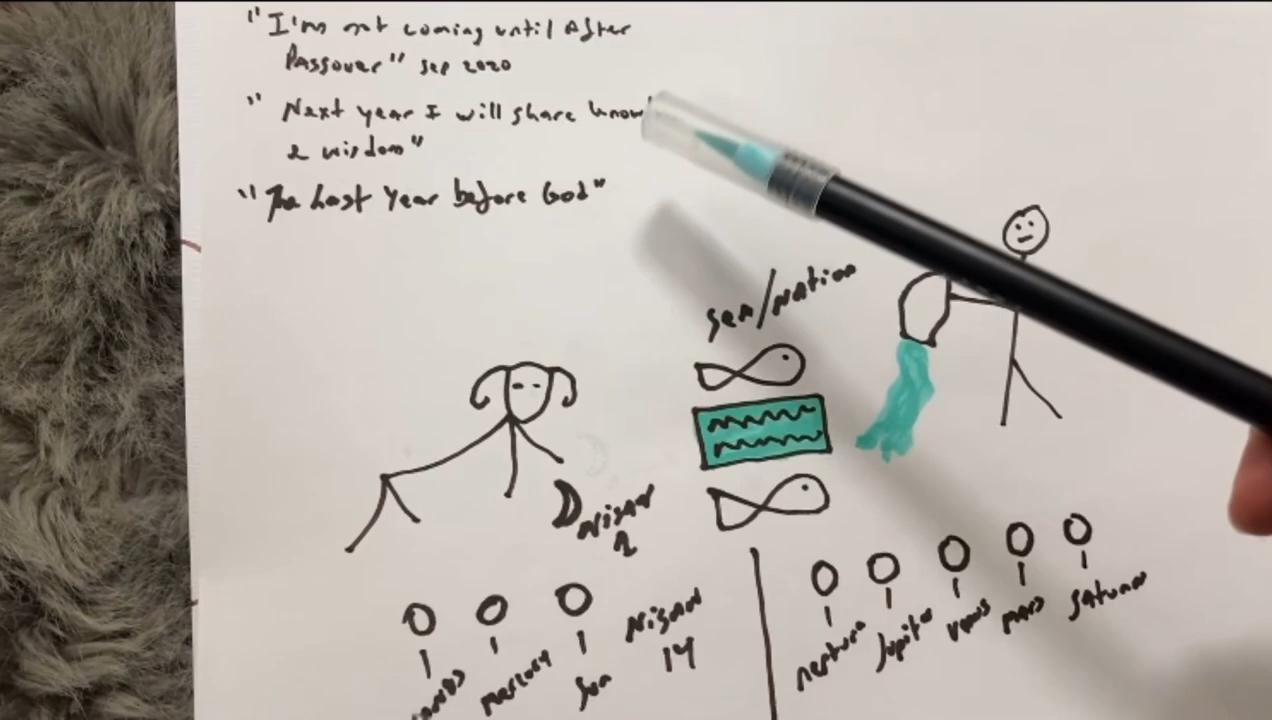 "I'm not coming until After
Passover" Sep 2020
" Next year I will share know
& wisdom"
"The Last Year before God"
Sea/Nation
Nisan
Nisan
14
mercury
Sun
neptune
Jupiter
venus
mars
Saturn